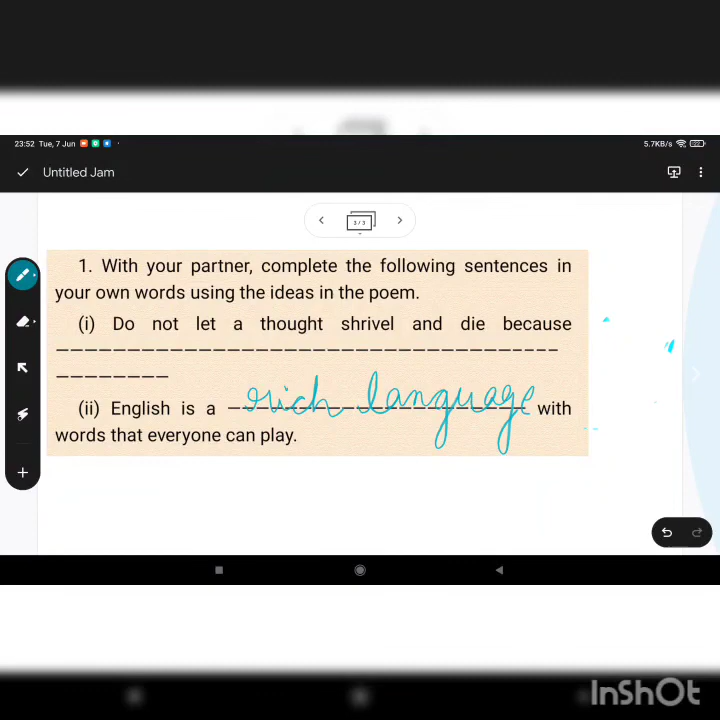 23:52 Tue, 7 Jun
5.7KB/s
Untitled Jam
3 / 3
1. With your partner, complete the following sentences in
your own words using the ideas in the poem.
(i) Do not let a thought shrivel and die because
(ii) English is a rich language with
words that everyone can play.
InShOt